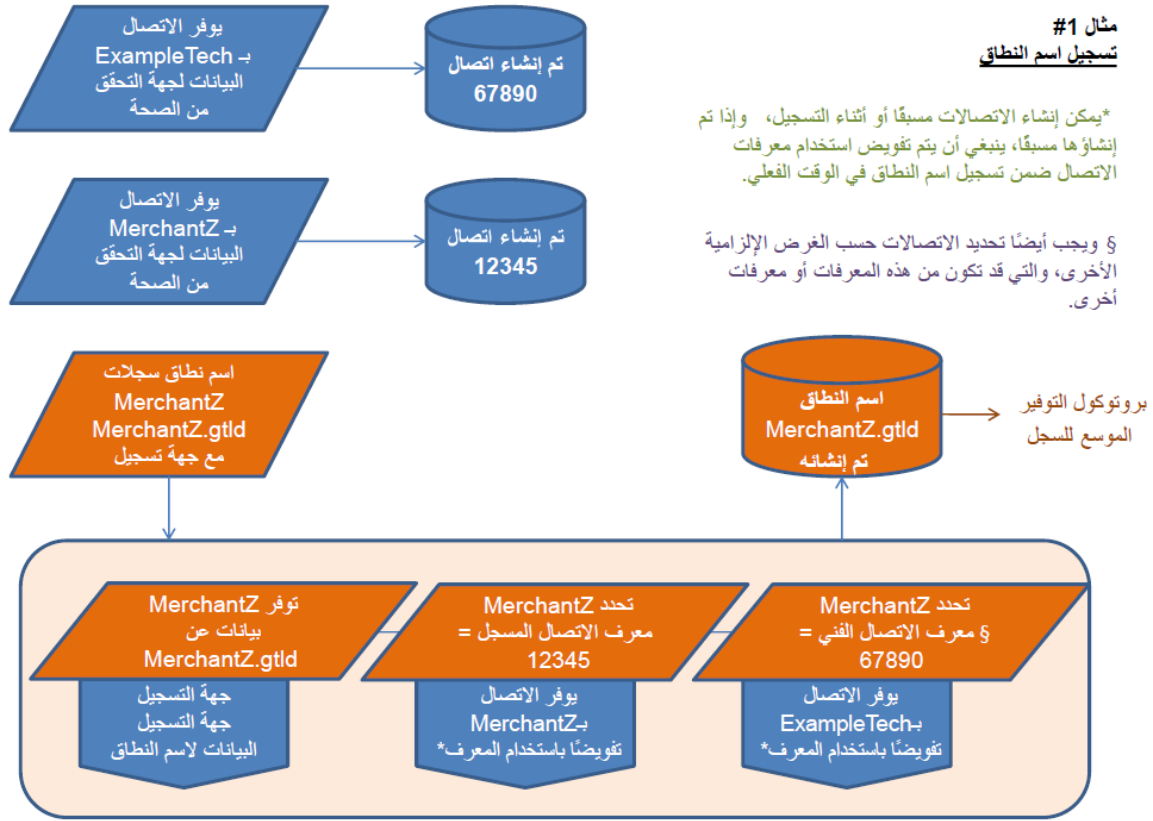 مثال 1#
تسجيل اسم النطاق
*يمكن إنشاء الاتصالات مسبقًا أو أثناء التسجيل، وإذا تم
إنشاؤها مسبقًا، ينبغي أن يتم تفويض استخدام معرفات
الاتصال ضمن تسجيل اسم النطاق في الوقت الفعلي.
§ ويجب أيضًا تحديد الاتصالات حسب الغرض الإلزامية
الأخرى، والتي قد تكون من هذه المعرفات أو معرفات
أخرى.
يوفر الاتصال
بـ ExampleTech
البيانات لجهة التحقق
من الصحة
تم إنشاء اتصال
67890
يوفر الاتصال
بـ MerchantZ
البيانات لجهة التحقق
من الصحة
تم إنشاء اتصال
12345
اسم نطاق سجلات
MerchantZ
MerchantZ.gtld
مع جهة تسجيل
اسم النطاق
MerchantZ.gtld
تم إنشائه
بروتوكول التوفير
الموسع للسجل
توفر MerchantZ
بيانات عن
MerchantZ.gtld
جهة التسجيل
جهة التسجيل
البيانات لاسم النطاق
تحدد MerchantZ
معرف الاتصال المسجل =
12345
يوفر الاتصال
بـMerchantZ
تفويضًا باستخدام المعرف*
تحدد MerchantZ
§ معرف الاتصال الفني =
67890
يوفر الاتصال
بـExampleTech
تفويضًا باستخدام المعرف*